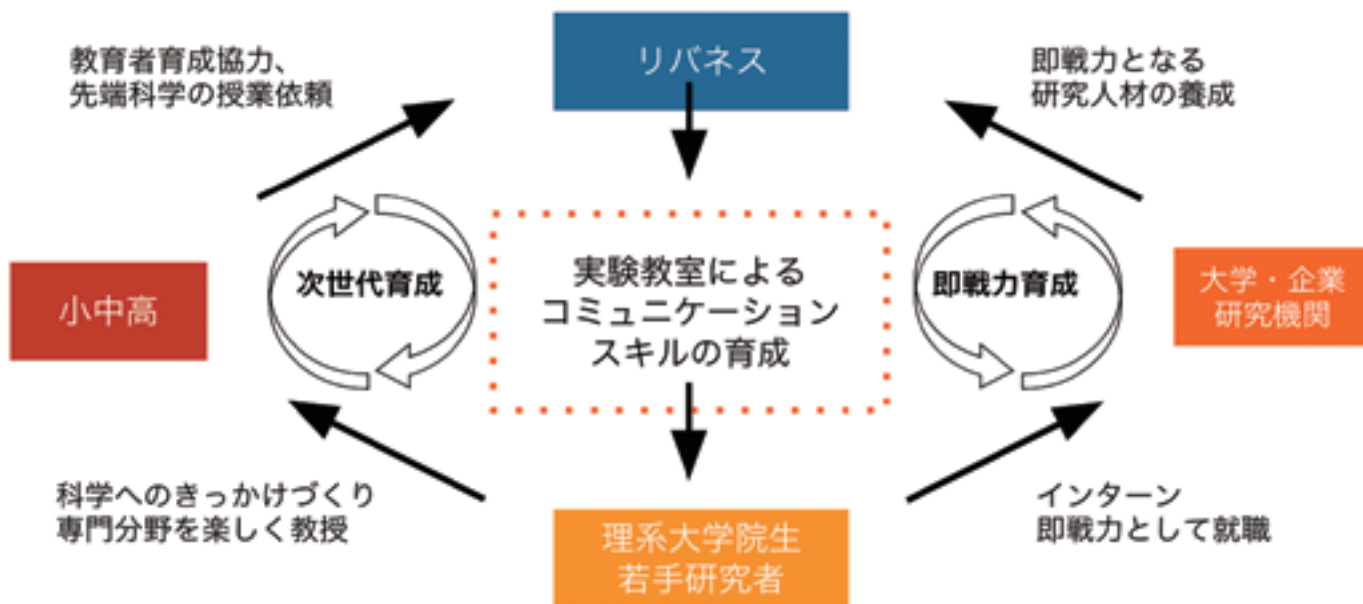 教育者育成協力、
先端科学の授業依頼
リバネス
即戦力となる
研究人材の養成
小中高
次世代育成
実験教室による
コミュニケーション
スキルの育成
即戦力育成
大学・企業
研究機関
科学へのきっかけづくり
専門分野を楽しく教授
理系大学院生
若手研究者
インターン
即戦力として就職